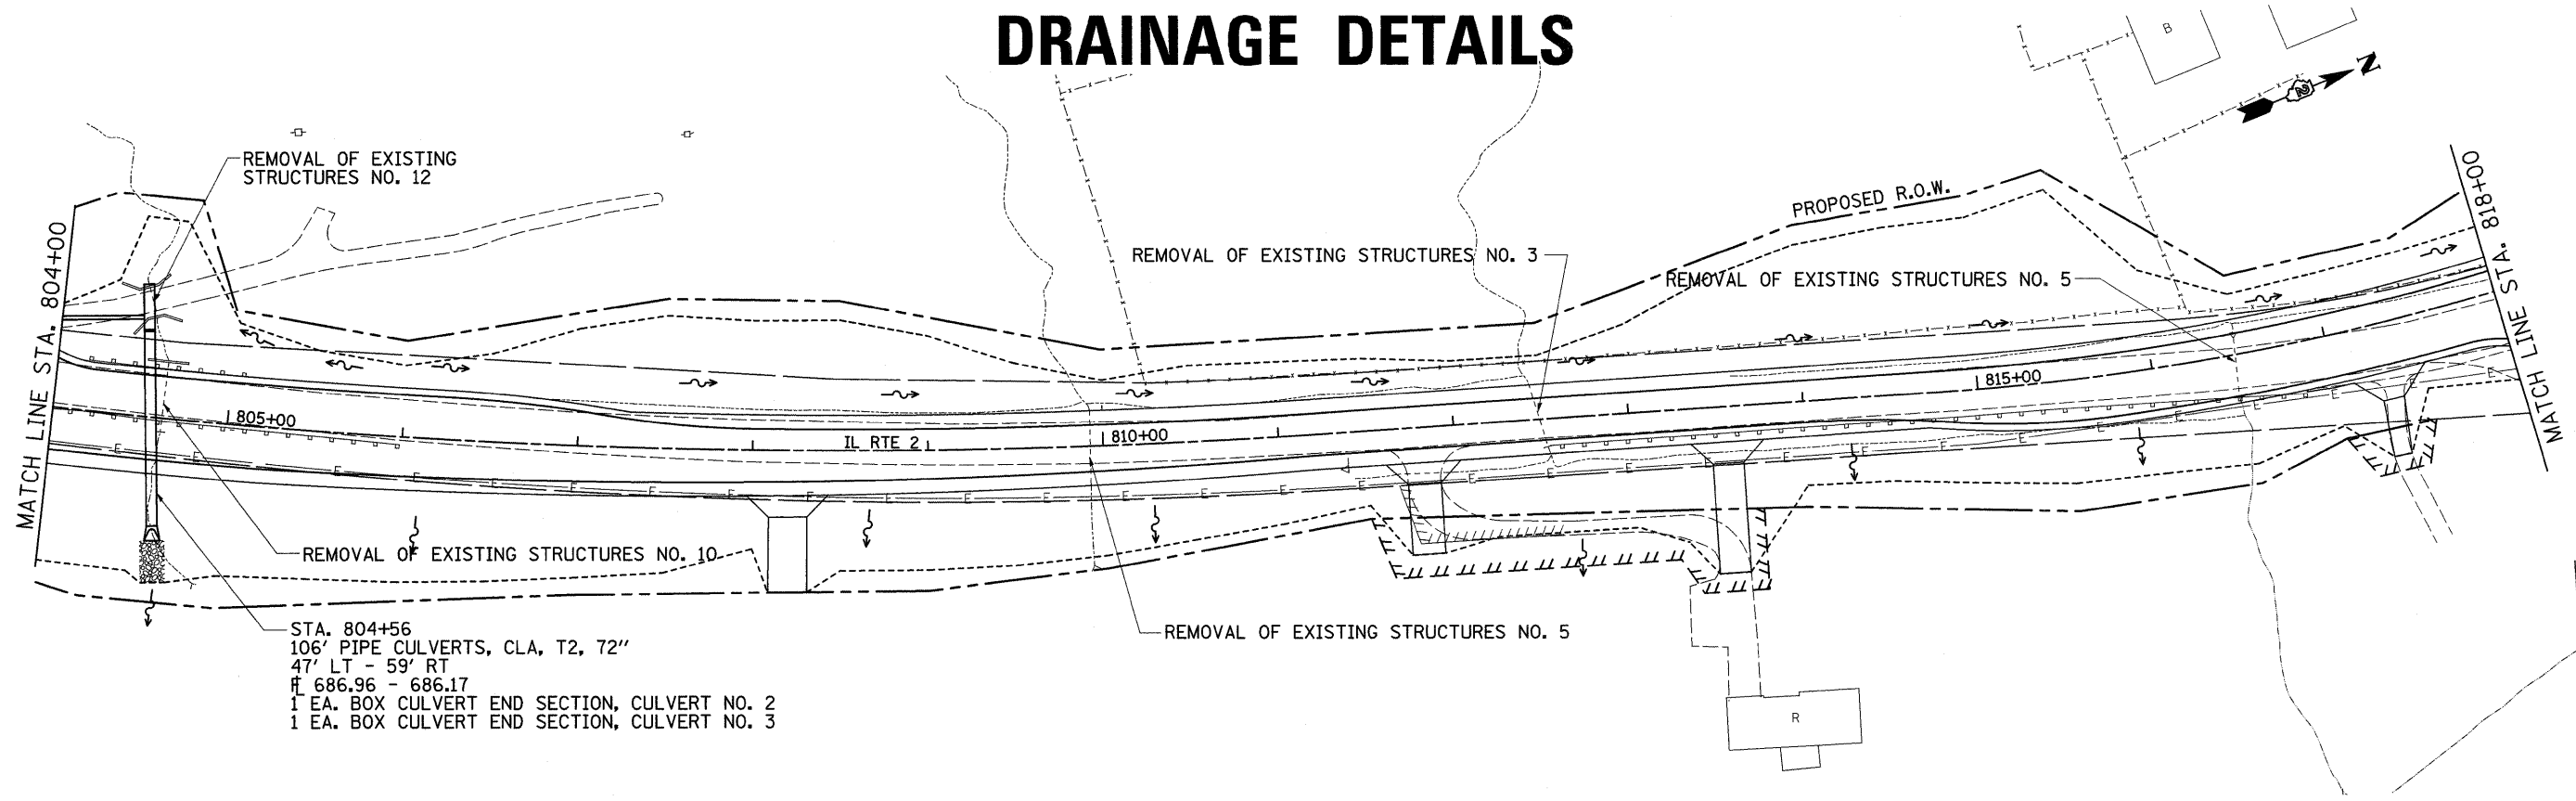 DRAINAGE DETAILS
B
N
2
REMOVAL OF EXISTING
STRUCTURES NO. 12
MATCH LINE STA. 804+00
MATCH LINE STA. 818+00
PROPOSED R.O.W.
REMOVAL OF EXISTING STRUCTURES NO. 3
REMOVAL OF EXISTING STRUCTURES NO. 5
805+00
IL RTE 2
810+00
815+00
REMOVAL OF EXISTING STRUCTURES NO. 10
REMOVAL OF EXISTING STRUCTURES NO. 5
STA. 804+56
106' PIPE CULVERTS, CLA, T2, 72"
47' LT - 59' RT
FL 686.96 - 686.17
1 EA. BOX CULVERT END SECTION, CULVERT NO. 2
1 EA. BOX CULVERT END SECTION, CULVERT NO. 3
R